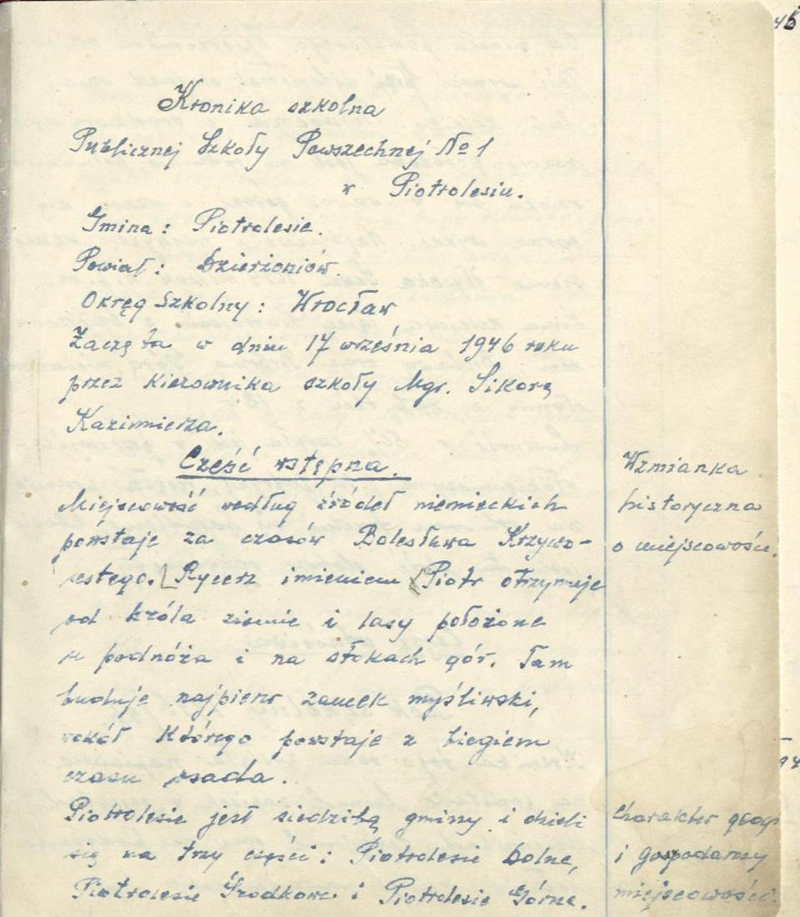 Kronika szkolna
Publicznej Szkoły Powszechnej No 1
w Piotrolesiu.
Gmina: Piotrolesie.
Powiat: Dzierżoniów.
Okręg Szkolny: Wrocław
Zaczęta w dniu 17 września 1946 roku
przez kierownika szkoły Mgr. Sikorę
Kazimierza.
Część wstępna.
Miejscowość według źródeł niemieckich
powstaje za czasów Bolesława Krzywo-
ustego. Rycerz imieniem Piotr otrzymuje
od króla ziemie i lasy położone
u podnóża i na stokach gór. Tam
buduje najpierw zamek myśliwski,
wokół którego powstaje z biegiem
czasu osada.
Piotrolesie jest siedzibą gminy i dzieli
się na trzy części: Piotrolesie Dolne,
Piotrolesie Środkowe i Piotrolesie Górne.
Wzmianka
historyczna
o miejscowości.
Charakter geogr
i gospodarczy
miejscowości.